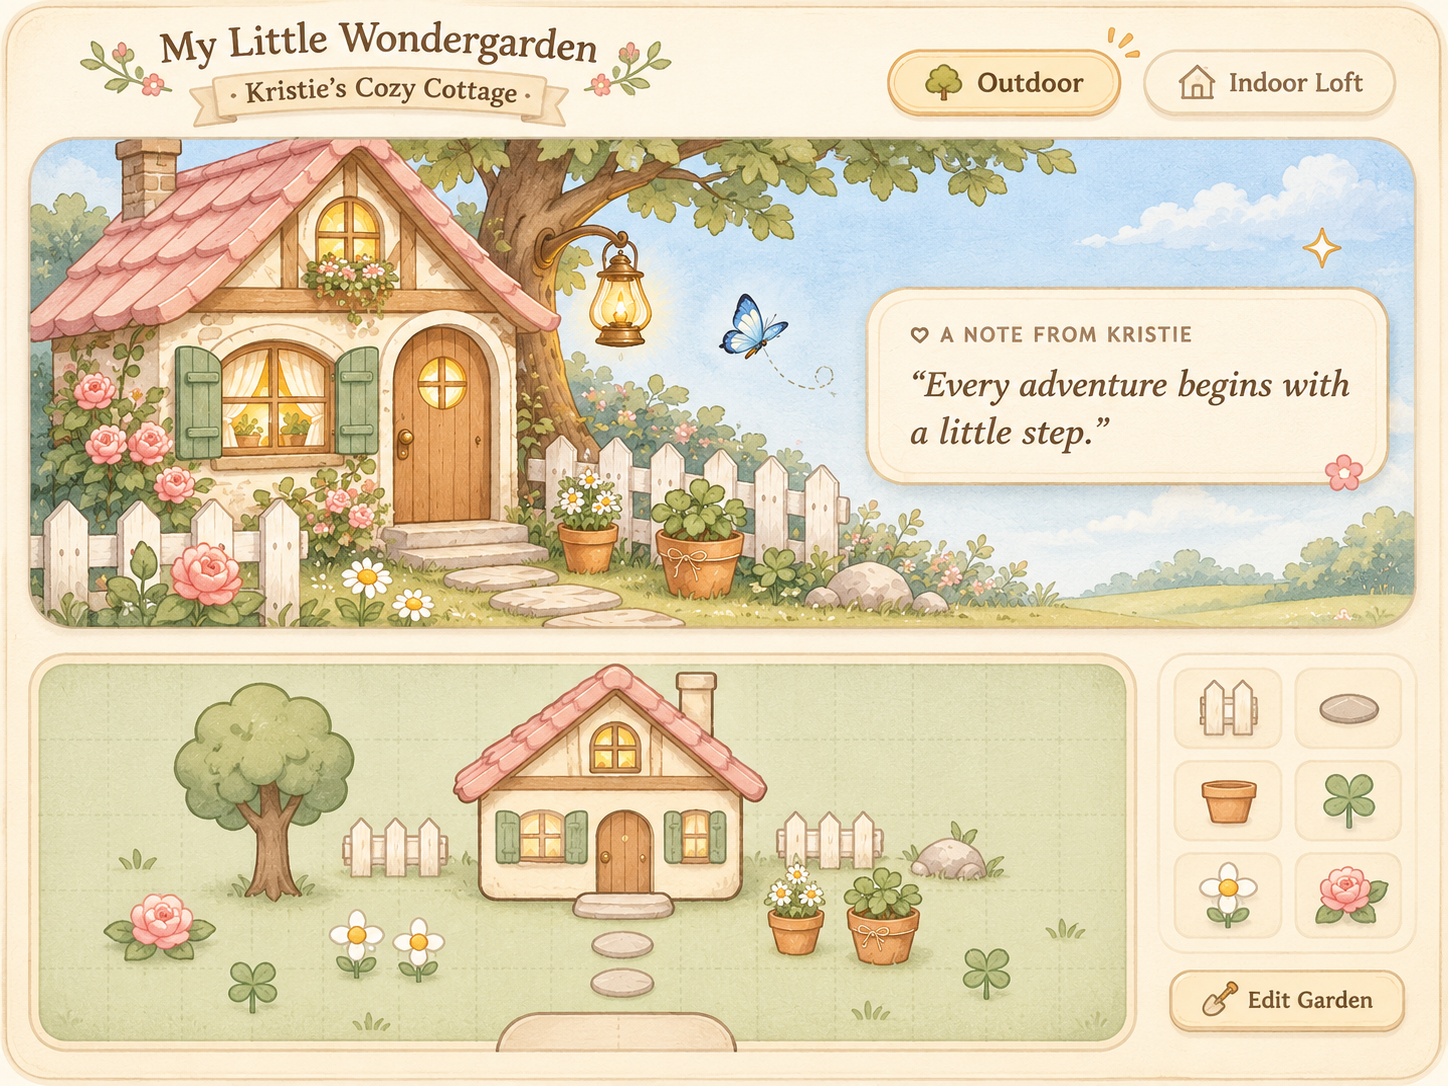 My Little Wondergarden
· Kristie's Cozy Cottage ·
Outdoor
Indoor Loft
A NOTE FROM KRISTIE
“Every adventure begins with
a little step.”
Edit Garden